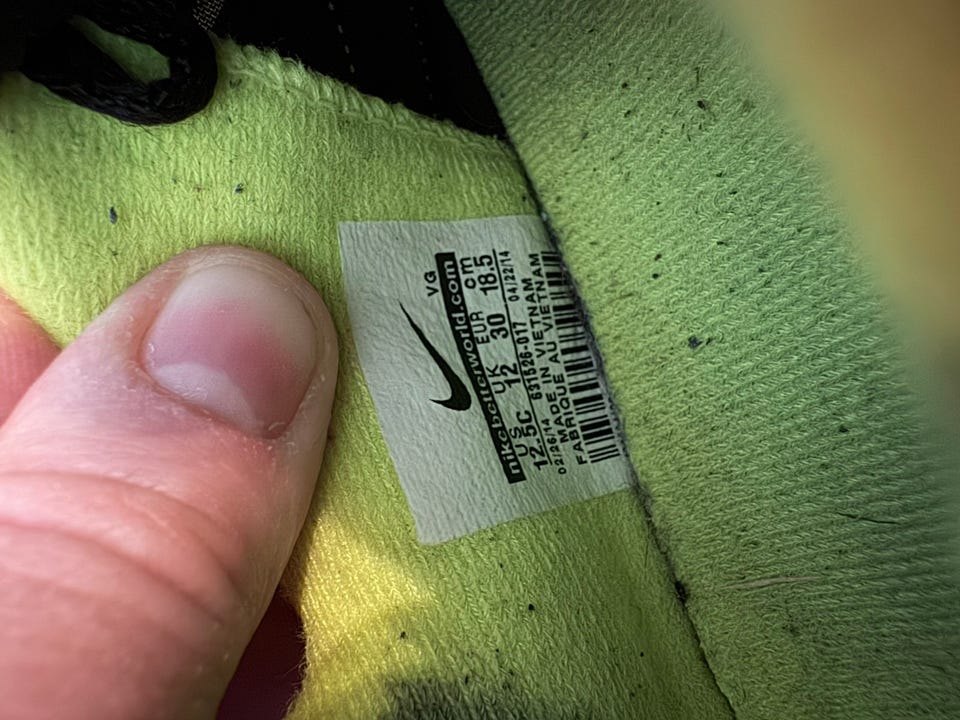 VG
nikebetterworld.com
US UK EUR cm
12.5C 12 30 18.5
02/26/14 631626-017 04/22/14
MADE IN VIETNAM
FABRIQUE AU VIETNAM